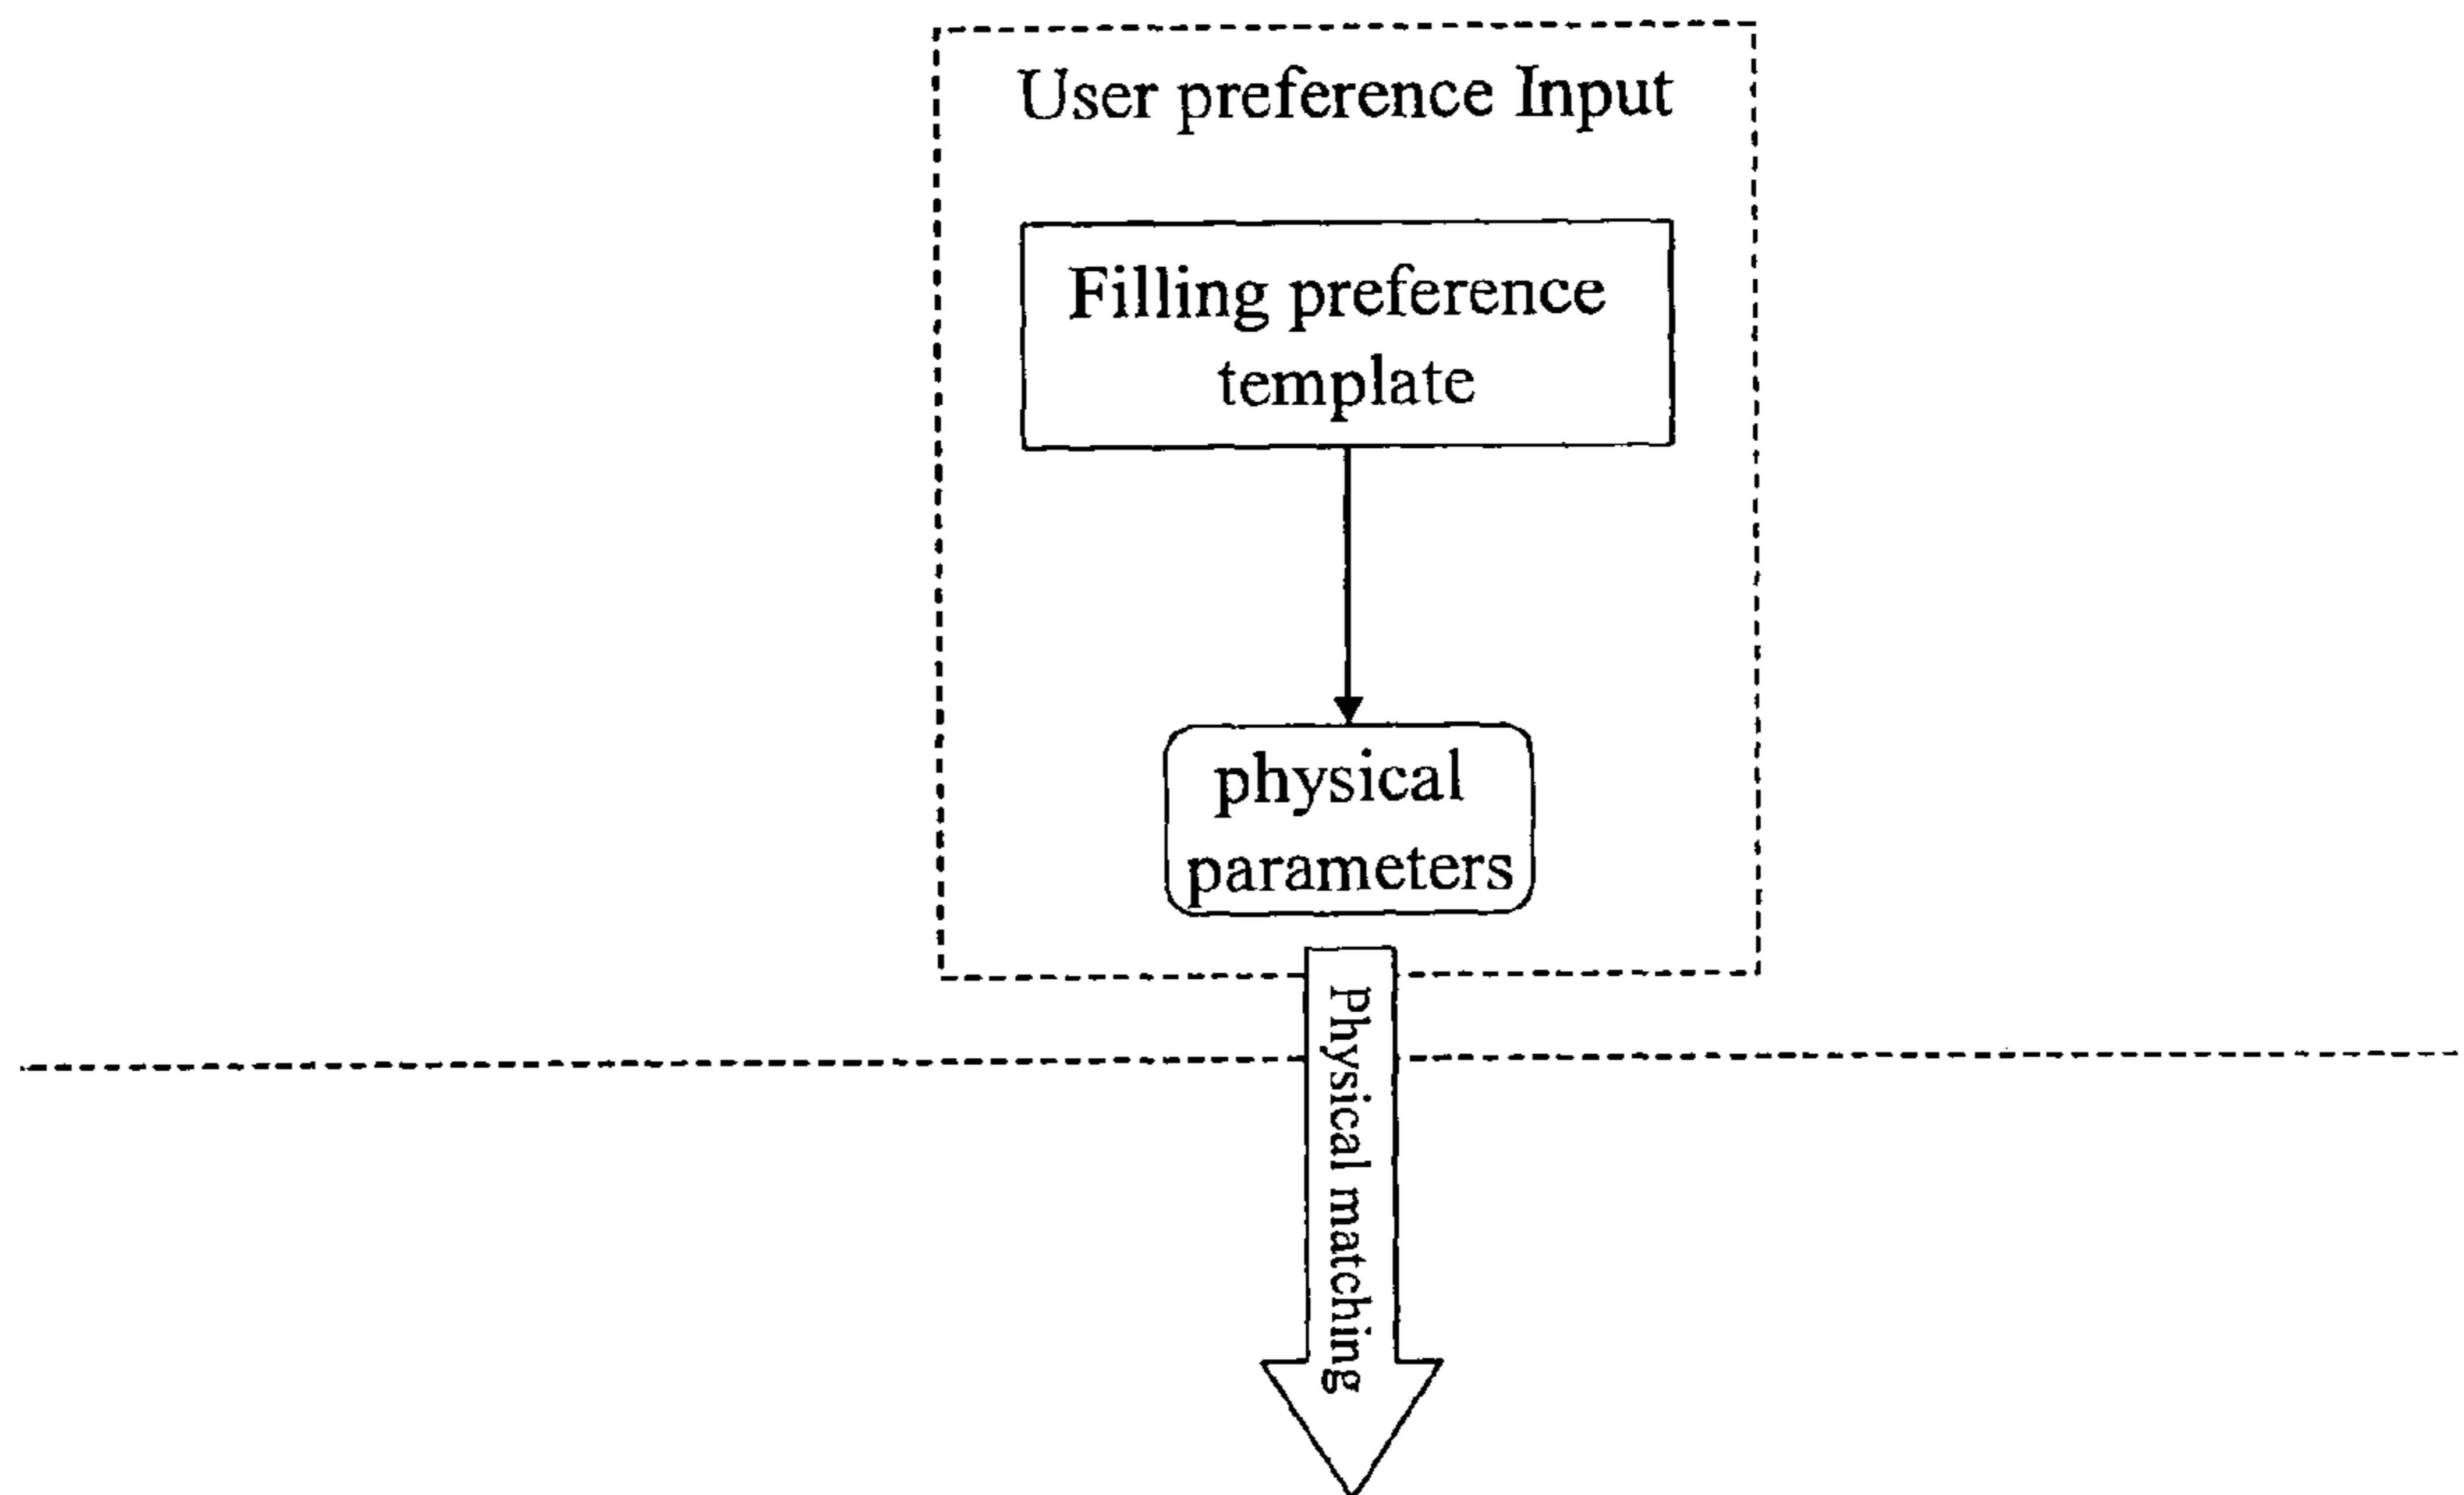 User preference Input
Filling preference
template
physical
parameters
Physical matching